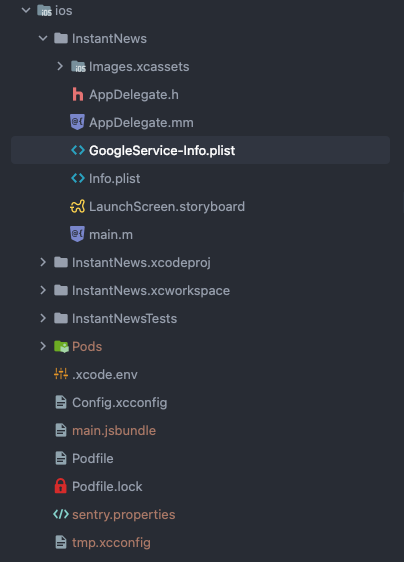 ios
InstantNews
Images.xcassets
AppDelegate.h
AppDelegate.mm
GoogleService-Info.plist
Info.plist
LaunchScreen.storyboard
main.m
InstantNews.xcodeproj
InstantNews.xcworkspace
InstantNewsTests
Pods
.xcode.env
Config.xcconfig
main.jsbundle
Podfile
Podfile.lock
sentry.properties
tmp.xcconfig